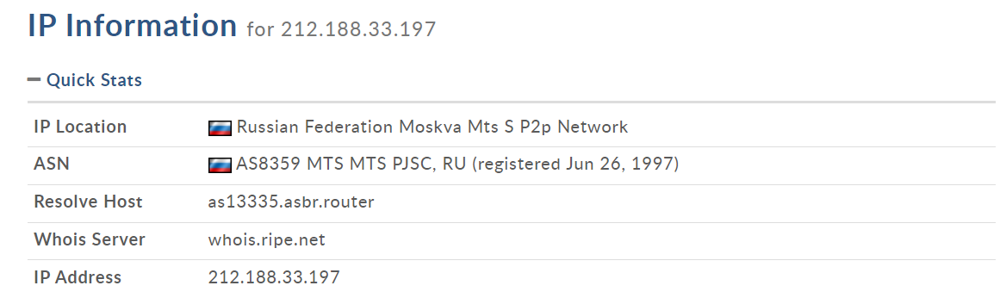 IP Information for 212.188.33.197
Quick Stats
IP Location Russian Federation Moskva Mts S P2p Network
ASN AS8359 MTS MTS PJSC, RU (registered Jun 26, 1997)
Resolve Host as13335.asbr.router
Whois Server whois.ripe.net
IP Address 212.188.33.197